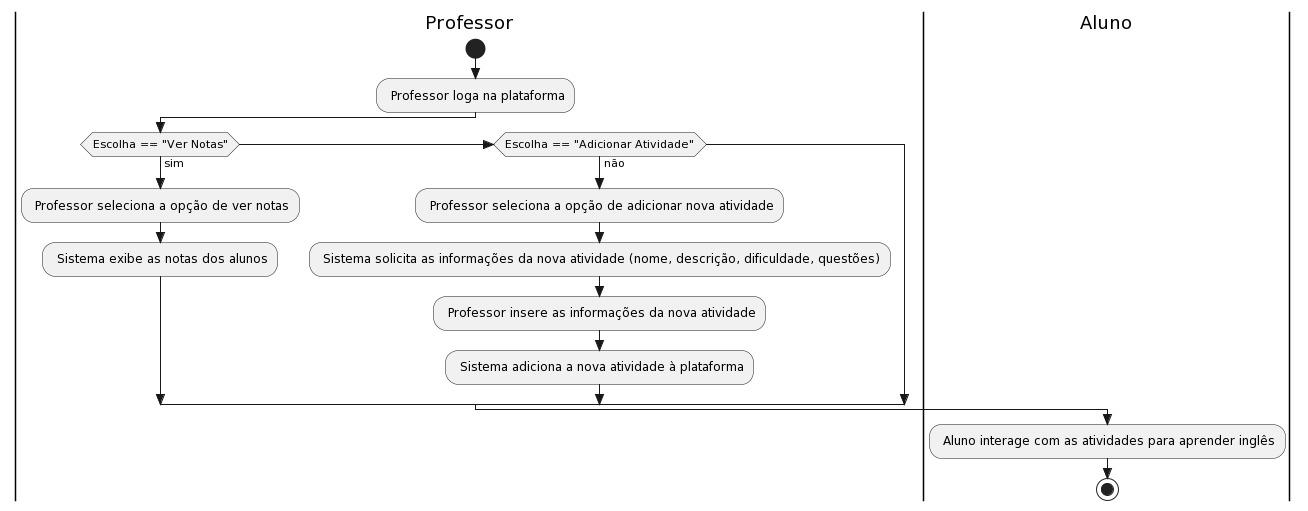 Professor
Aluno
Professor loga na plataforma
Escolha == "Ver Notas"
Escolha == "Adicionar Atividade"
sim
não
Professor seleciona a opção de ver notas
Professor seleciona a opção de adicionar nova atividade
Sistema exibe as notas dos alunos
Sistema solicita as informações da nova atividade (nome, descrição, dificuldade, questões)
Professor insere as informações da nova atividade
Sistema adiciona a nova atividade à plataforma
Aluno interage com as atividades para aprender inglês